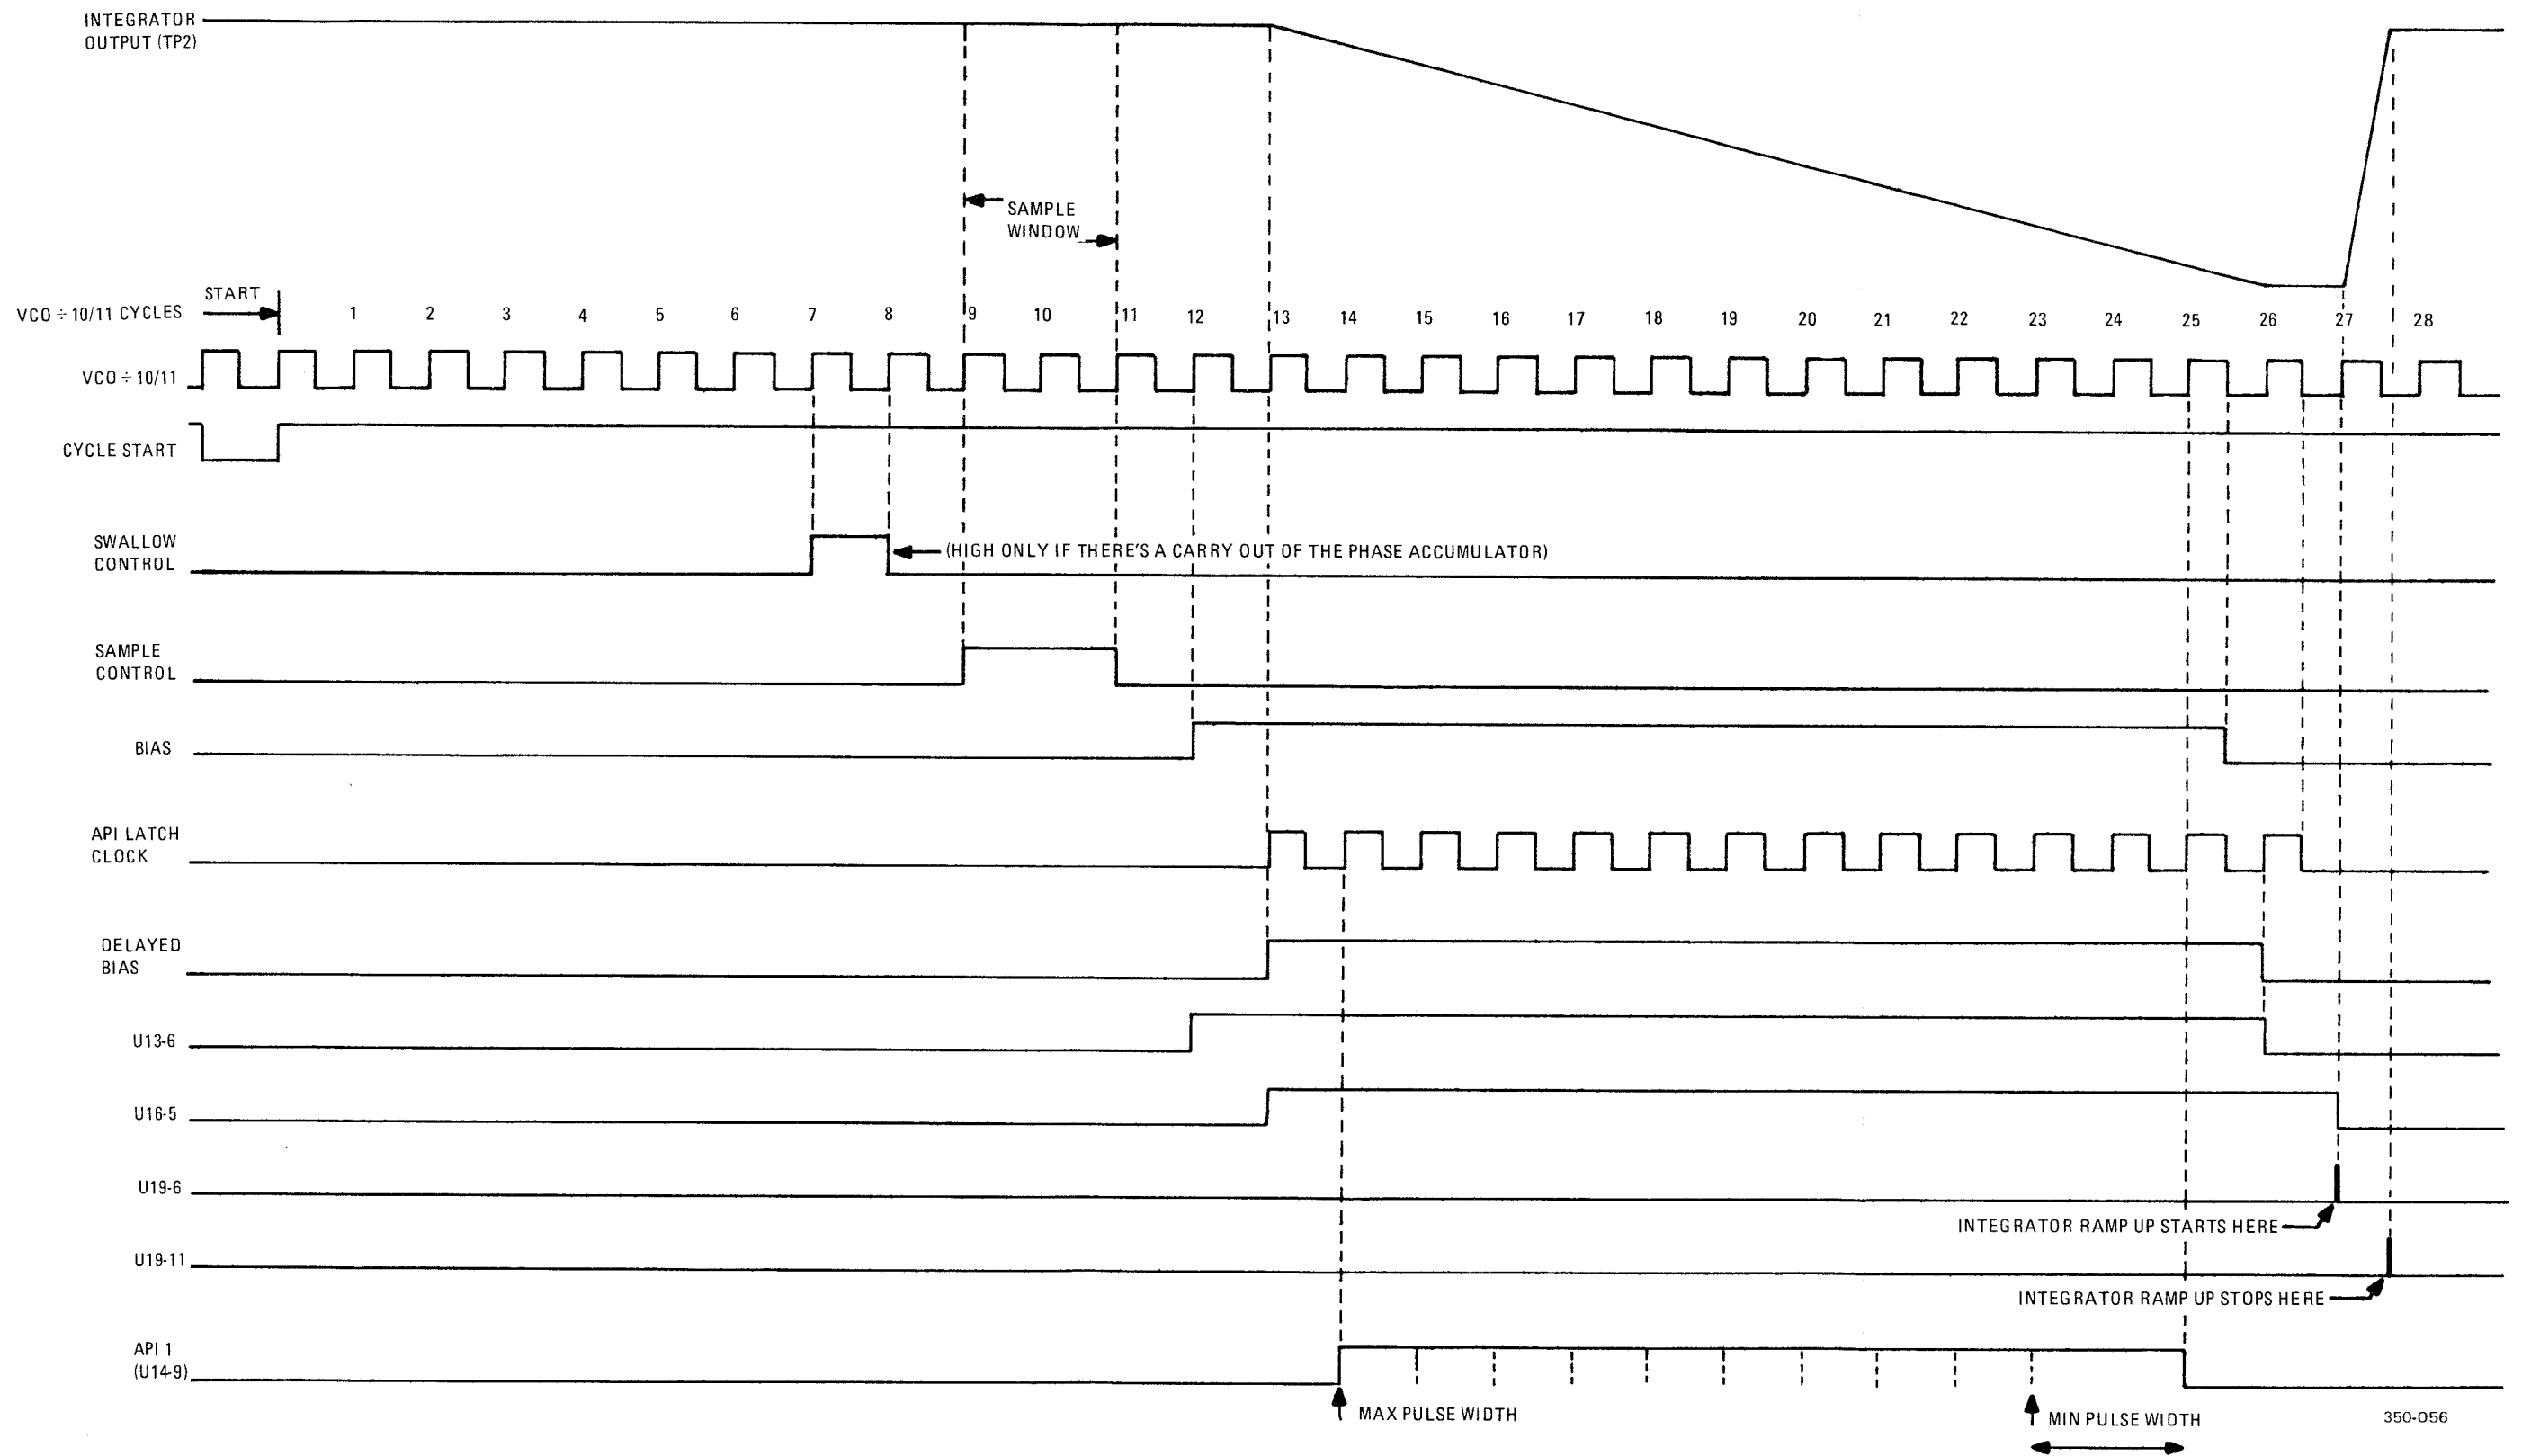 INTEGRATOR
OUTPUT (TP2)
SAMPLE
WINDOW
START
VCO ÷ 10/11 CYCLES
1 2 3 4 5 6 7 8 9 10 11 12 13 14 15 16 17 18 19 20 21 22 23 24 25 26 27 28
VCO ÷ 10/11
CYCLE START
SWALLOW
CONTROL
(HIGH ONLY IF THERE'S A CARRY OUT OF THE PHASE ACCUMULATOR)
SAMPLE
CONTROL
BIAS
API LATCH
CLOCK
DELAYED
BIAS
U13-6
U16-5
U19-6
INTEGRATOR RAMP UP STARTS HERE
U19-11
INTEGRATOR RAMP UP STOPS HERE
API 1
(U14-9)
MAX PULSE WIDTH
MIN PULSE WIDTH
350-056